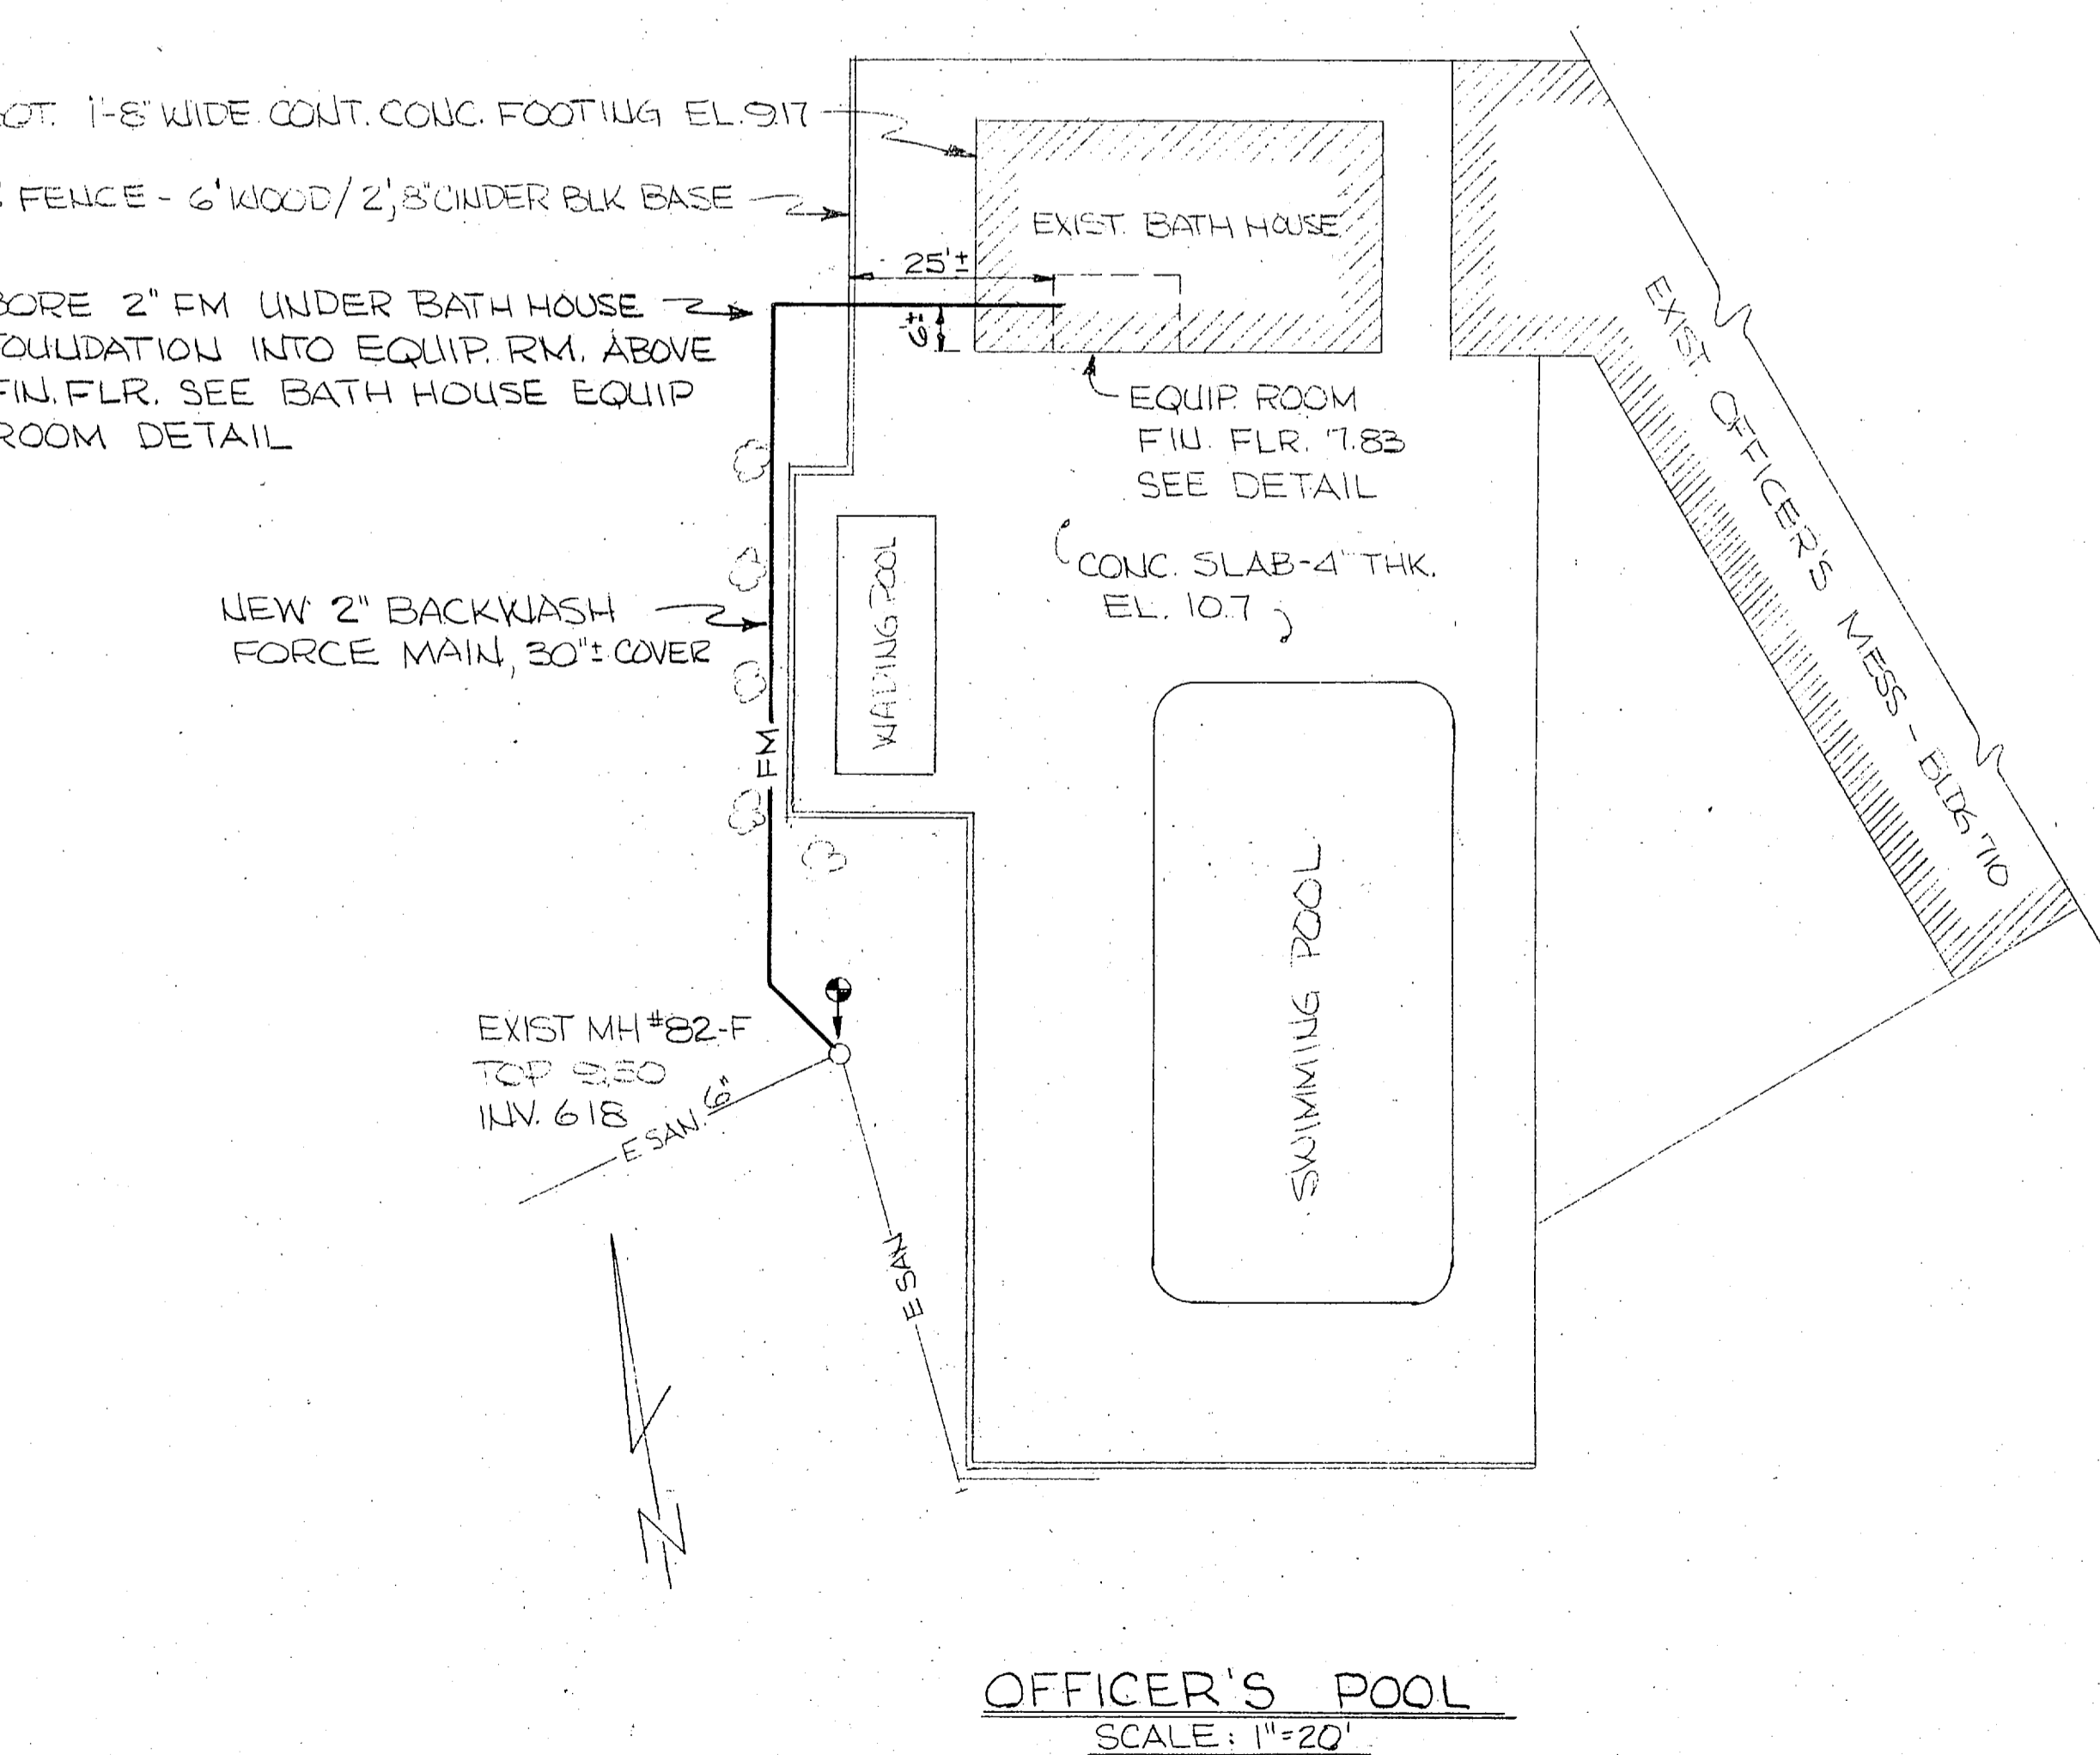 OT. 1'-8" WIDE CONT. CONC. FOOTING EL. 9.17
FENCE - 6' WOOD / 2', 8" CINDER BLK BASE
BORE 2" FM UNDER BATH HOUSE
FOUNDATION INTO EQUIP. RM. ABOVE
FIN. FLR. SEE BATH HOUSE EQUIP
ROOM DETAIL
EXIST. BATH HOUSE
25'±
6'±
EQUIP. ROOM
FIN. FLR. 7.83
SEE DETAIL
CONC. SLAB-4" THK.
EL. 10.7
EXIST. OFFICER'S MESS - BLDG 710
NEW 2" BACKWASH
FORCE MAIN, 30"± COVER
WADING POOL
FM
SWIMMING POOL
EXIST MH #82-F
TOP 9.50
INV. 6.18
E SAN. 6"
E SAN
N
OFFICER'S POOL
SCALE: 1"=20'